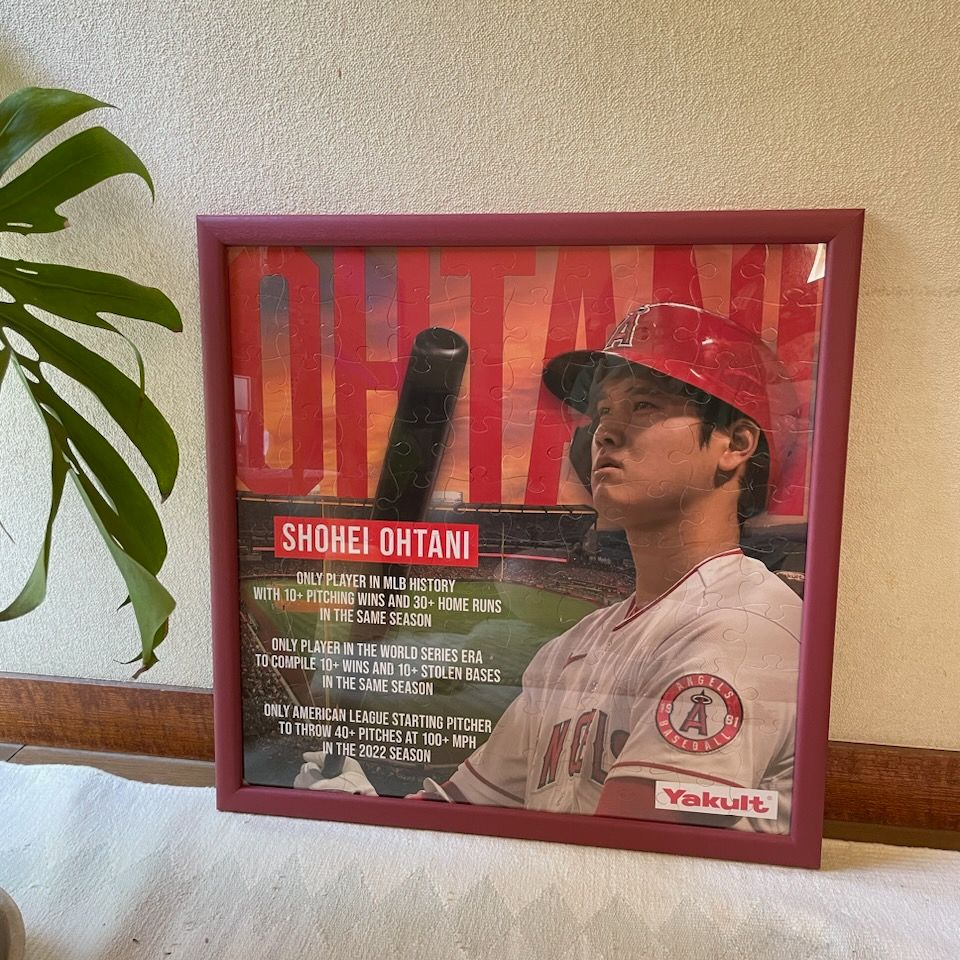 OHTANI
A
SHOHEI OHTANI
ONLY PLAYER IN MLB HISTORY
WITH 10+ PITCHING WINS AND 30+ HOME RUNS
IN THE SAME SEASON
ONLY PLAYER IN THE WORLD SERIES ERA
TO COMPILE 10+ WINS AND 10+ STOLEN BASES
IN THE SAME SEASON
ONLY AMERICAN LEAGUE STARTING PITCHER
TO THROW 40+ PITCHES AT 100+ MPH
IN THE 2022 SEASON
ANGELS
19 A 61
BASEBALL
NGEL
Yakult